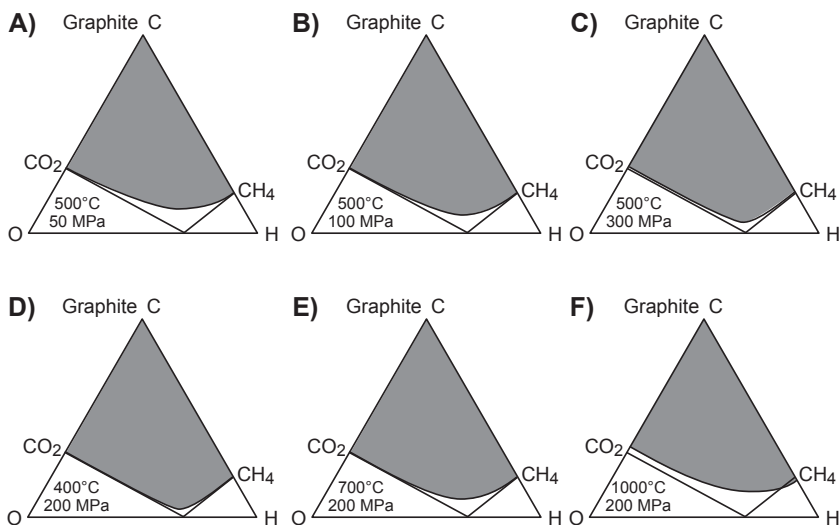 A)
Graphite C
CO2
CH4
500°C
50 MPa
O
H
B)
Graphite C
CO2
CH4
500°C
100 MPa
O
H
C)
Graphite C
CO2
CH4
500°C
300 MPa
O
H
D)
Graphite C
CO2
CH4
400°C
200 MPa
O
H
E)
Graphite C
CO2
CH4
700°C
200 MPa
O
H
F)
Graphite C
CO2
CH4
1000°C
200 MPa
O
H